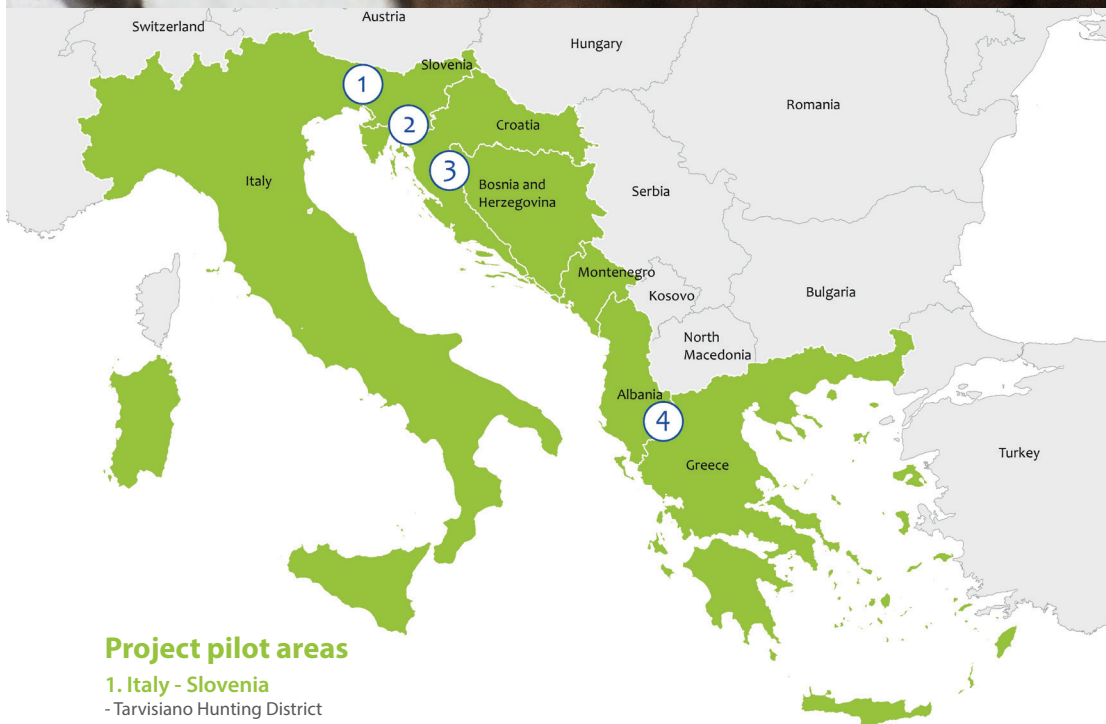 Austria
Switzerland
Hungary
Slovenia
1
Romania
2
Croatia
3
Italy
Bosnia and
Herzegovina
Serbia
Montenegro
Kosovo
Bulgaria
North
Macedonia
Albania
4
Turkey
Greece
Project pilot areas
1. Italy - Slovenia
- Tarvisiano Hunting District